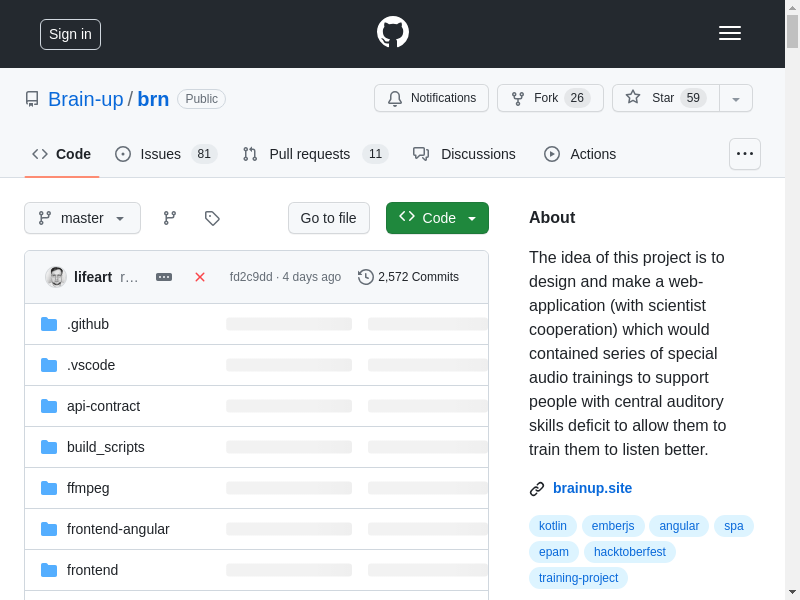 Sign in
Brain-up / brn Public
Notifications
Fork 26
Star 59
Code
Issues 81
Pull requests 11
Discussions
Actions
master
Go to file
Code
lifeart r…
fd2c9dd · 4 days ago
2,572 Commits
.github
.vscode
api-contract
build_scripts
ffmpeg
frontend-angular
frontend
About
The idea of this project is to
design and make a web-
application (with scientist
cooperation) which would
contained series of special
audio trainings to support
people with central auditory
skills deficit to allow them to
train them to listen better.
brainup.site
kotlin emberjs angular spa
epam hacktoberfest
training-project